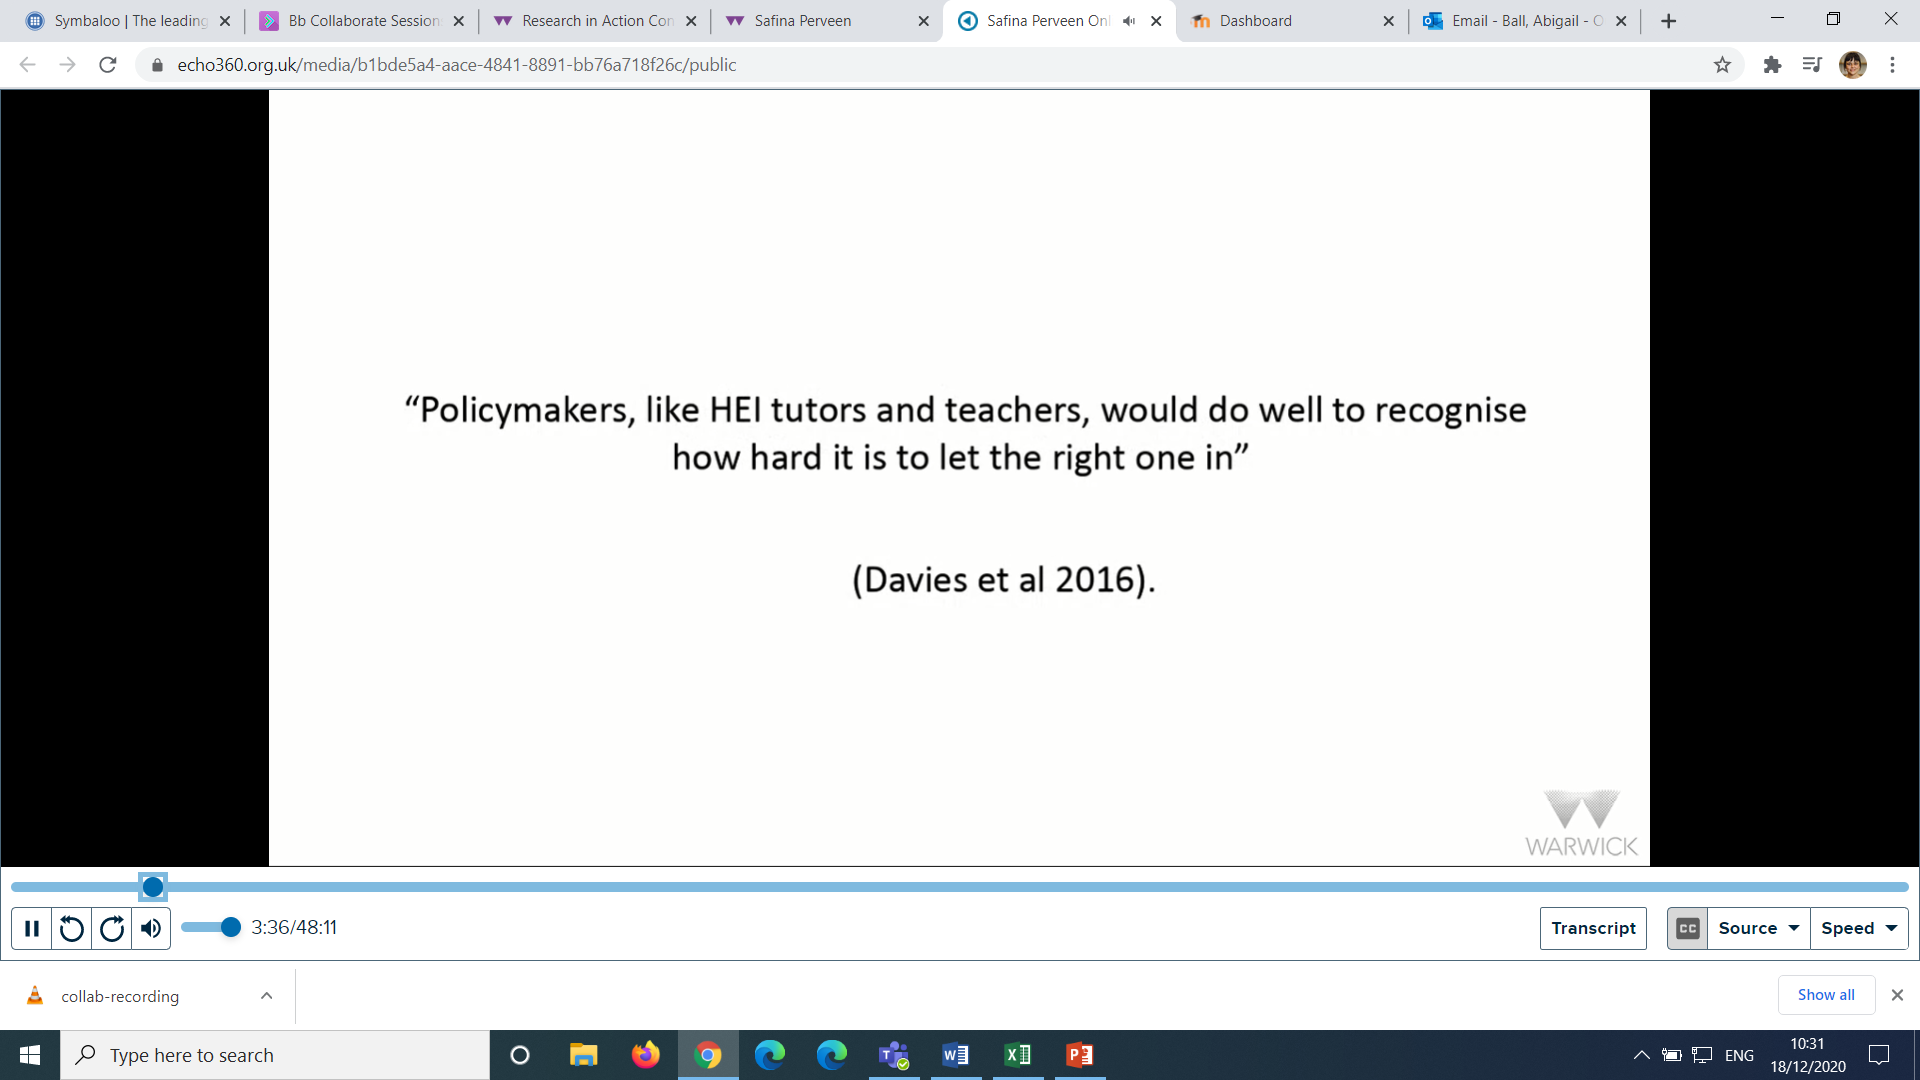 Symbaloo | The leading
Bb Collaborate Session
Research in Action Con
Safina Perveen
Safina Perveen Onl
Dashboard
Email - Ball, Abigail - O
echo360.org.uk/media/b1bde5a4-aace-4841-8891-bb76a718f26c/public
“Policymakers, like HEI tutors and teachers, would do well to recognise
how hard it is to let the right one in”
(Davies et al 2016).
WARWICK
3:36/48:11
Transcript
CC
Source
Speed
collab-recording
Show all
Type here to search
ENG
10:31
18/12/2020